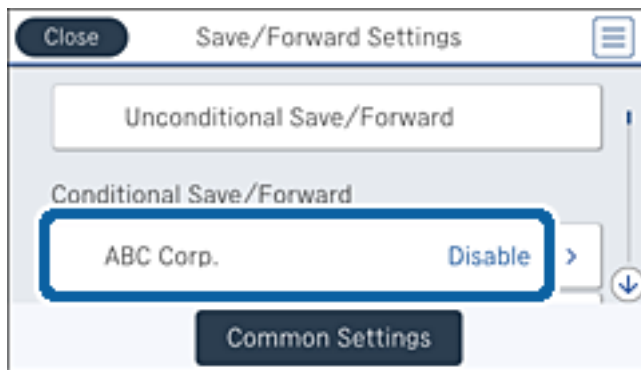 Close Save/Forward Settings
Unconditional Save/Forward
Conditional Save/Forward
ABC Corp. Disable >
Common Settings